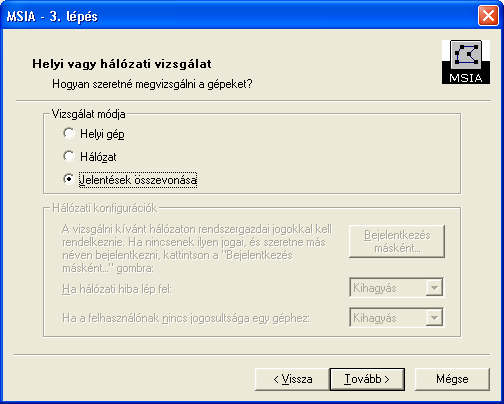 MSIA - 3. lépés
Helyi vagy hálózati vizsgálat
Hogyan szeretné megvizsgálni a gépeket?
MSIA
Vizsgálat módja
Helyi gép
Hálózat
Jelentések összevonása
Hálózati konfigurációk
A vizsgálni kívánt hálózaton rendszergazdai jogokkal kell
rendelkeznie. Ha nincsenek ilyen jogai, és szeretne más
néven bejelentkezni, kattintson a "Bejelentkezés
másként..." gombra:
Bejelentkezés
másként...
Ha hálózati hiba lép fel:
Kihagyás
Ha a felhasználónak nincs jogosultsága egy géphez:
Kihagyás
< Vissza
Tovább >
Mégse